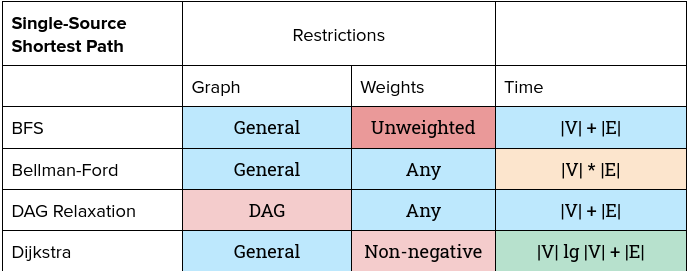 Single-Source
Shortest Path
Restrictions
Graph Weights Time
BFS General Unweighted |V| + |E|
Bellman-Ford General Any |V| * |E|
DAG Relaxation DAG Any |V| + |E|
Dijkstra General Non-negative |V| lg |V| + |E|